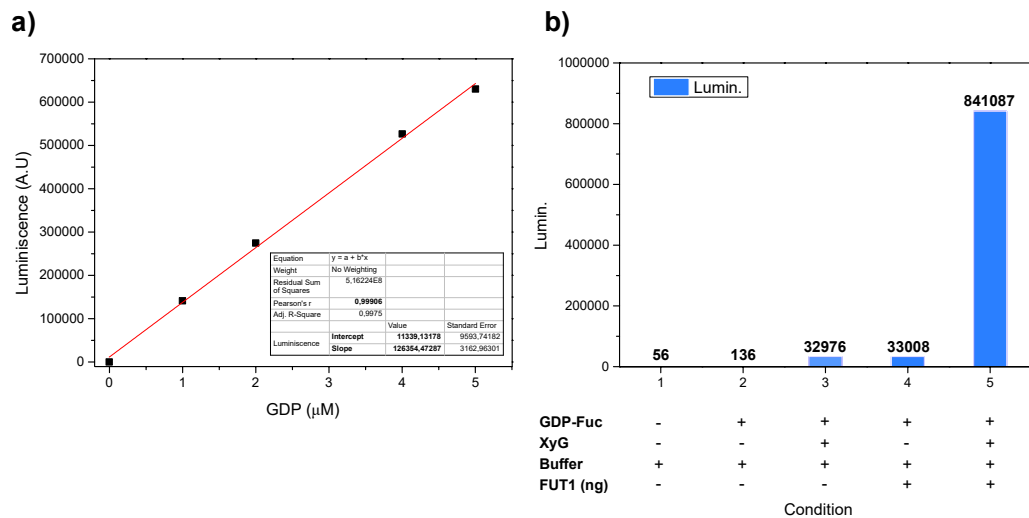 a)
700000
600000
500000
400000
300000
200000
100000
0
Luminiscence (A.U)
0 1 2 3 4 5
GDP (μM)
Equation y = a + b*x
Weight No Weighting
Residual Sum of Squares 5,16224E8
Pearson's r 0,99906
Adj. R-Square 0,9975
Value Standard Error
Luminiscence Intercept 11339,13178 9593,74182
Slope 126354,47287 3162,96301
b)
1000000
800000
600000
400000
200000
0
Lumin.
Lumin.
56 136 32976 33008 841087
1 2 3 4 5
GDP-Fuc - + + + +
XyG - - + - +
Buffer + + + + +
FUT1 (ng) - - - + +
Condition